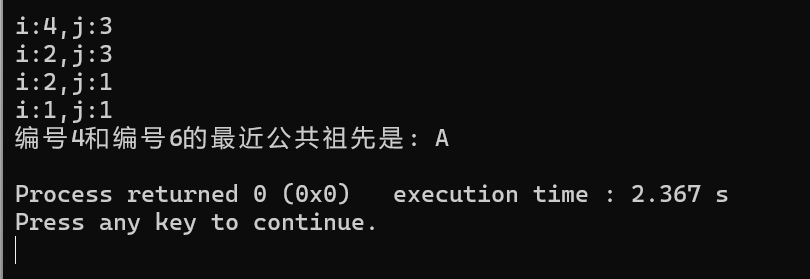 i:4,j:3
i:2,j:3
i:2,j:1
i:1,j:1
编号4和编号6的最近公共祖先是: A
Process returned 0 (0x0)   execution time : 2.367 s
Press any key to continue.